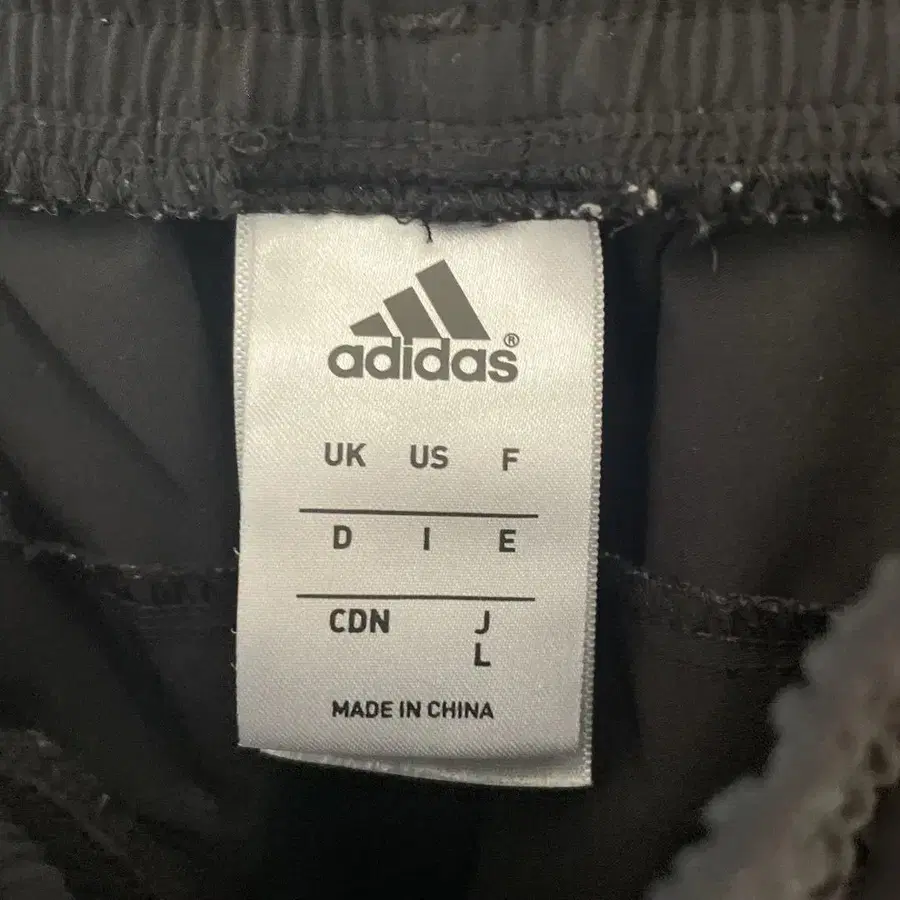 adidas®
UK US F
D I E
CDN J
L
MADE IN CHINA